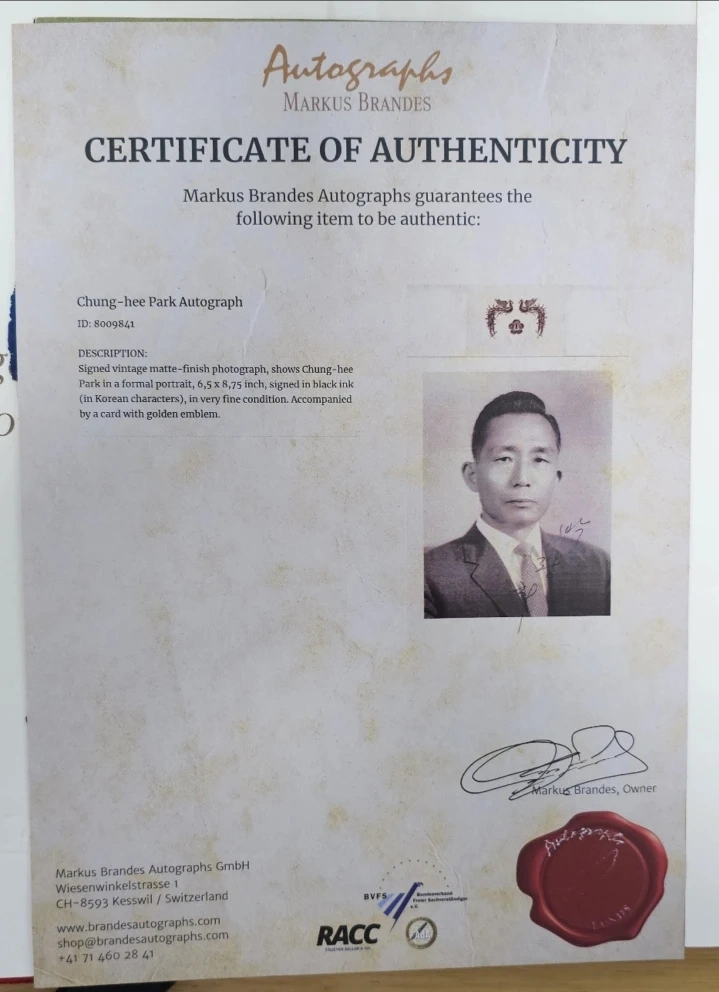 Autographs
MARKUS BRANDES
CERTIFICATE OF AUTHENTICITY
Markus Brandes Autographs guarantees the
following item to be authentic:
Chung-hee Park Autograph
ID: 8009841
DESCRIPTION:
Signed vintage matte-finish photograph, shows Chung-hee
Park in a formal portrait, 6,5 x 8,75 inch, signed in black ink
(in Korean characters), in very fine condition. Accompanied
by a card with golden emblem.
Markus Brandes, Owner
Autographs
Markus Brandes Autographs GmbH
Wiesenwinkelstrasse 1
CH-8593 Kesswil / Switzerland
www.brandesautographs.com
shop@brandesautographs.com
+41 71 460 28 41
BVFS
Bundesverband
Freier Sachverständiger
e.V.
RACC